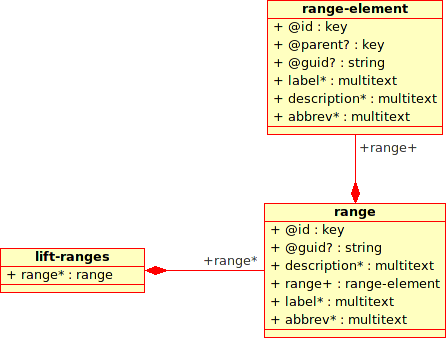 range-element
+ @id : key
+ @parent? : key
+ @guid? : string
+ label* : multitext
+ description* : multitext
+ abbrev* : multitext
+range+
range
+ @id : key
+ @guid? : string
+ description* : multitext
+ range+ : range-element
+ label* : multitext
+ abbrev* : multitext
+range*
lift-ranges
+ range* : range